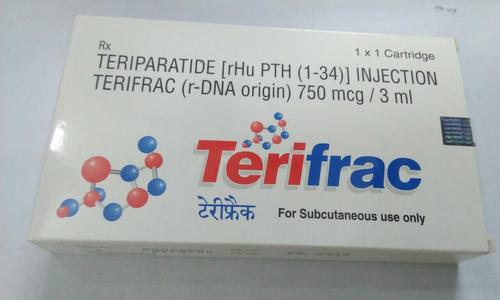 Rx
1 x 1 Cartridge
TERIPARATIDE [rHu PTH (1-34)] INJECTION
TERIFRAC (r-DNA origin) 750 mcg / 3 ml
Terifrac
टेरीफ्रैक
For Subcutaneous use only